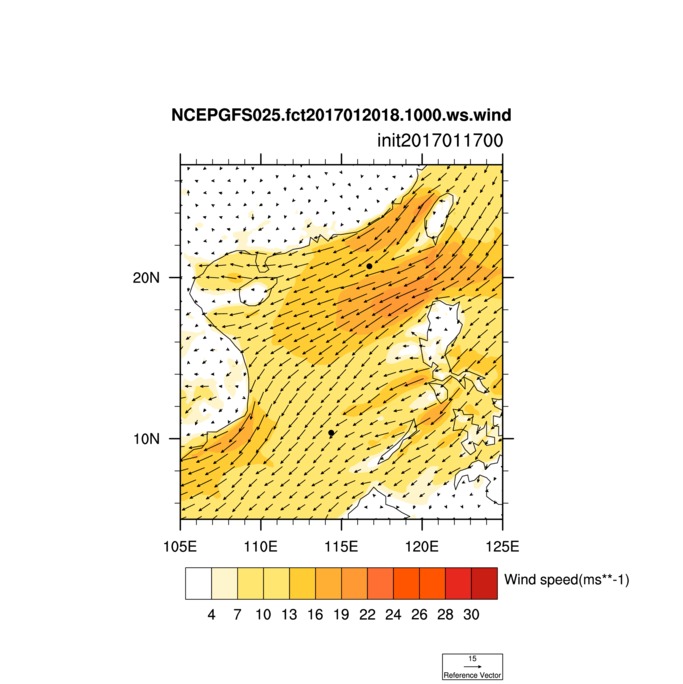 NCEPGFS025.fct2017012018.1000.ws.wind
init2017011700
20N
10N
105E 110E 115E 120E 125E
Wind speed(ms**-1)
4 7 10 13 16 19 22 24 26 28 30
15
Reference Vector